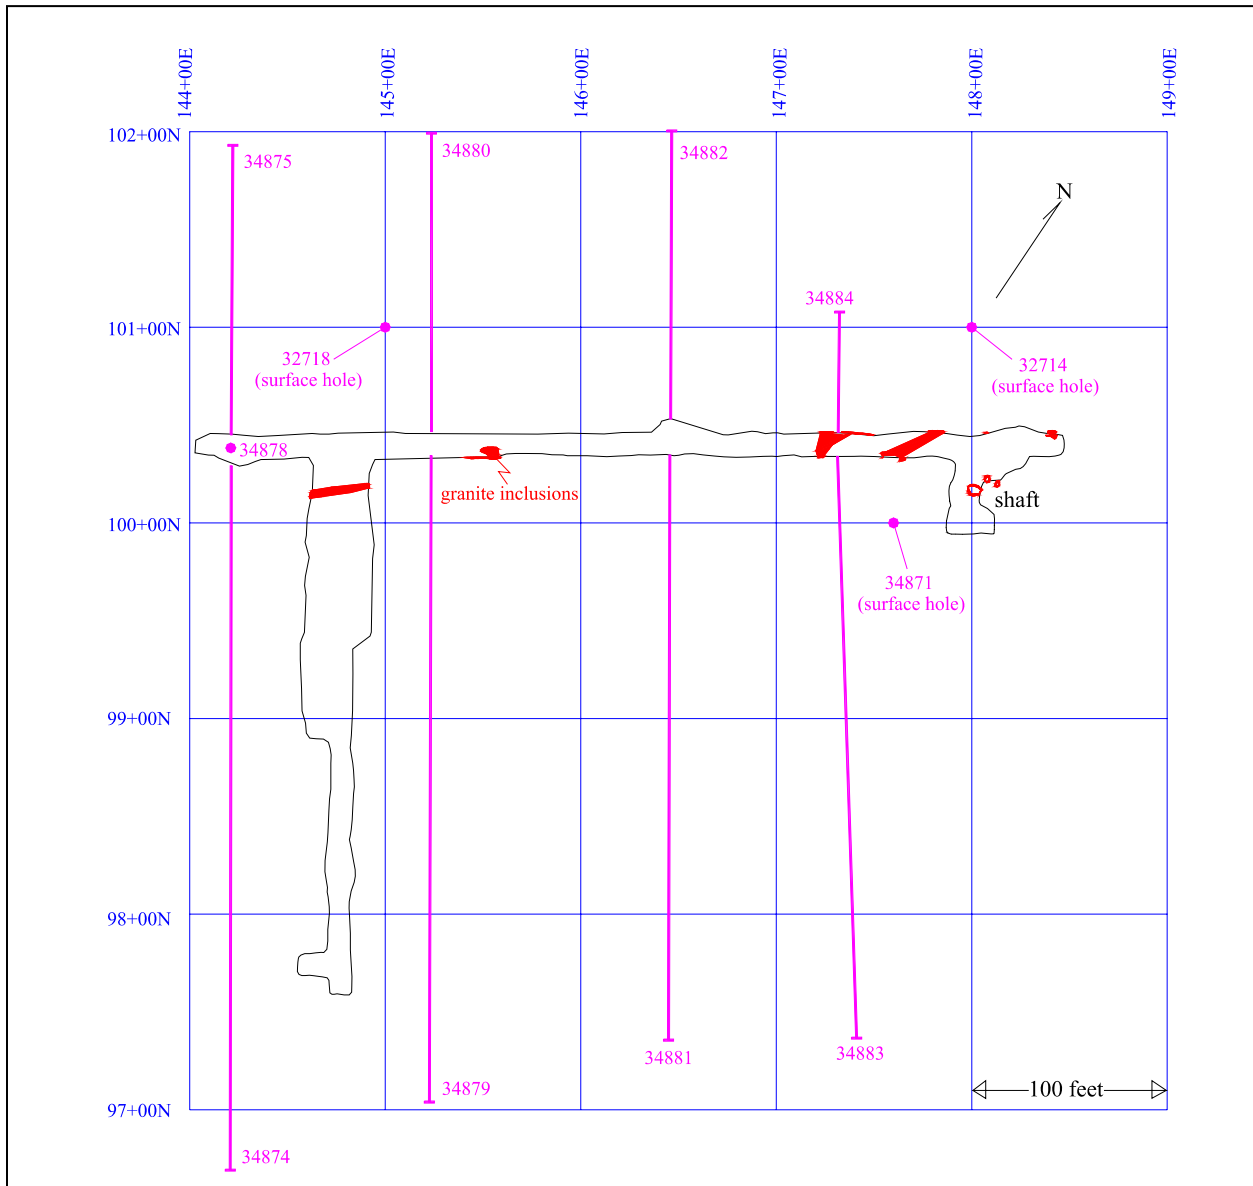 144+00E
145+00E
146+00E
147+00E
148+00E
149+00E
102+00N
34875
34880
34882
N
34884
101+00N
32718
(surface hole)
32714
(surface hole)
34878
granite inclusions
shaft
100+00N
34871
(surface hole)
99+00N
98+00N
34881
34883
34879
100 feet
97+00N
34874